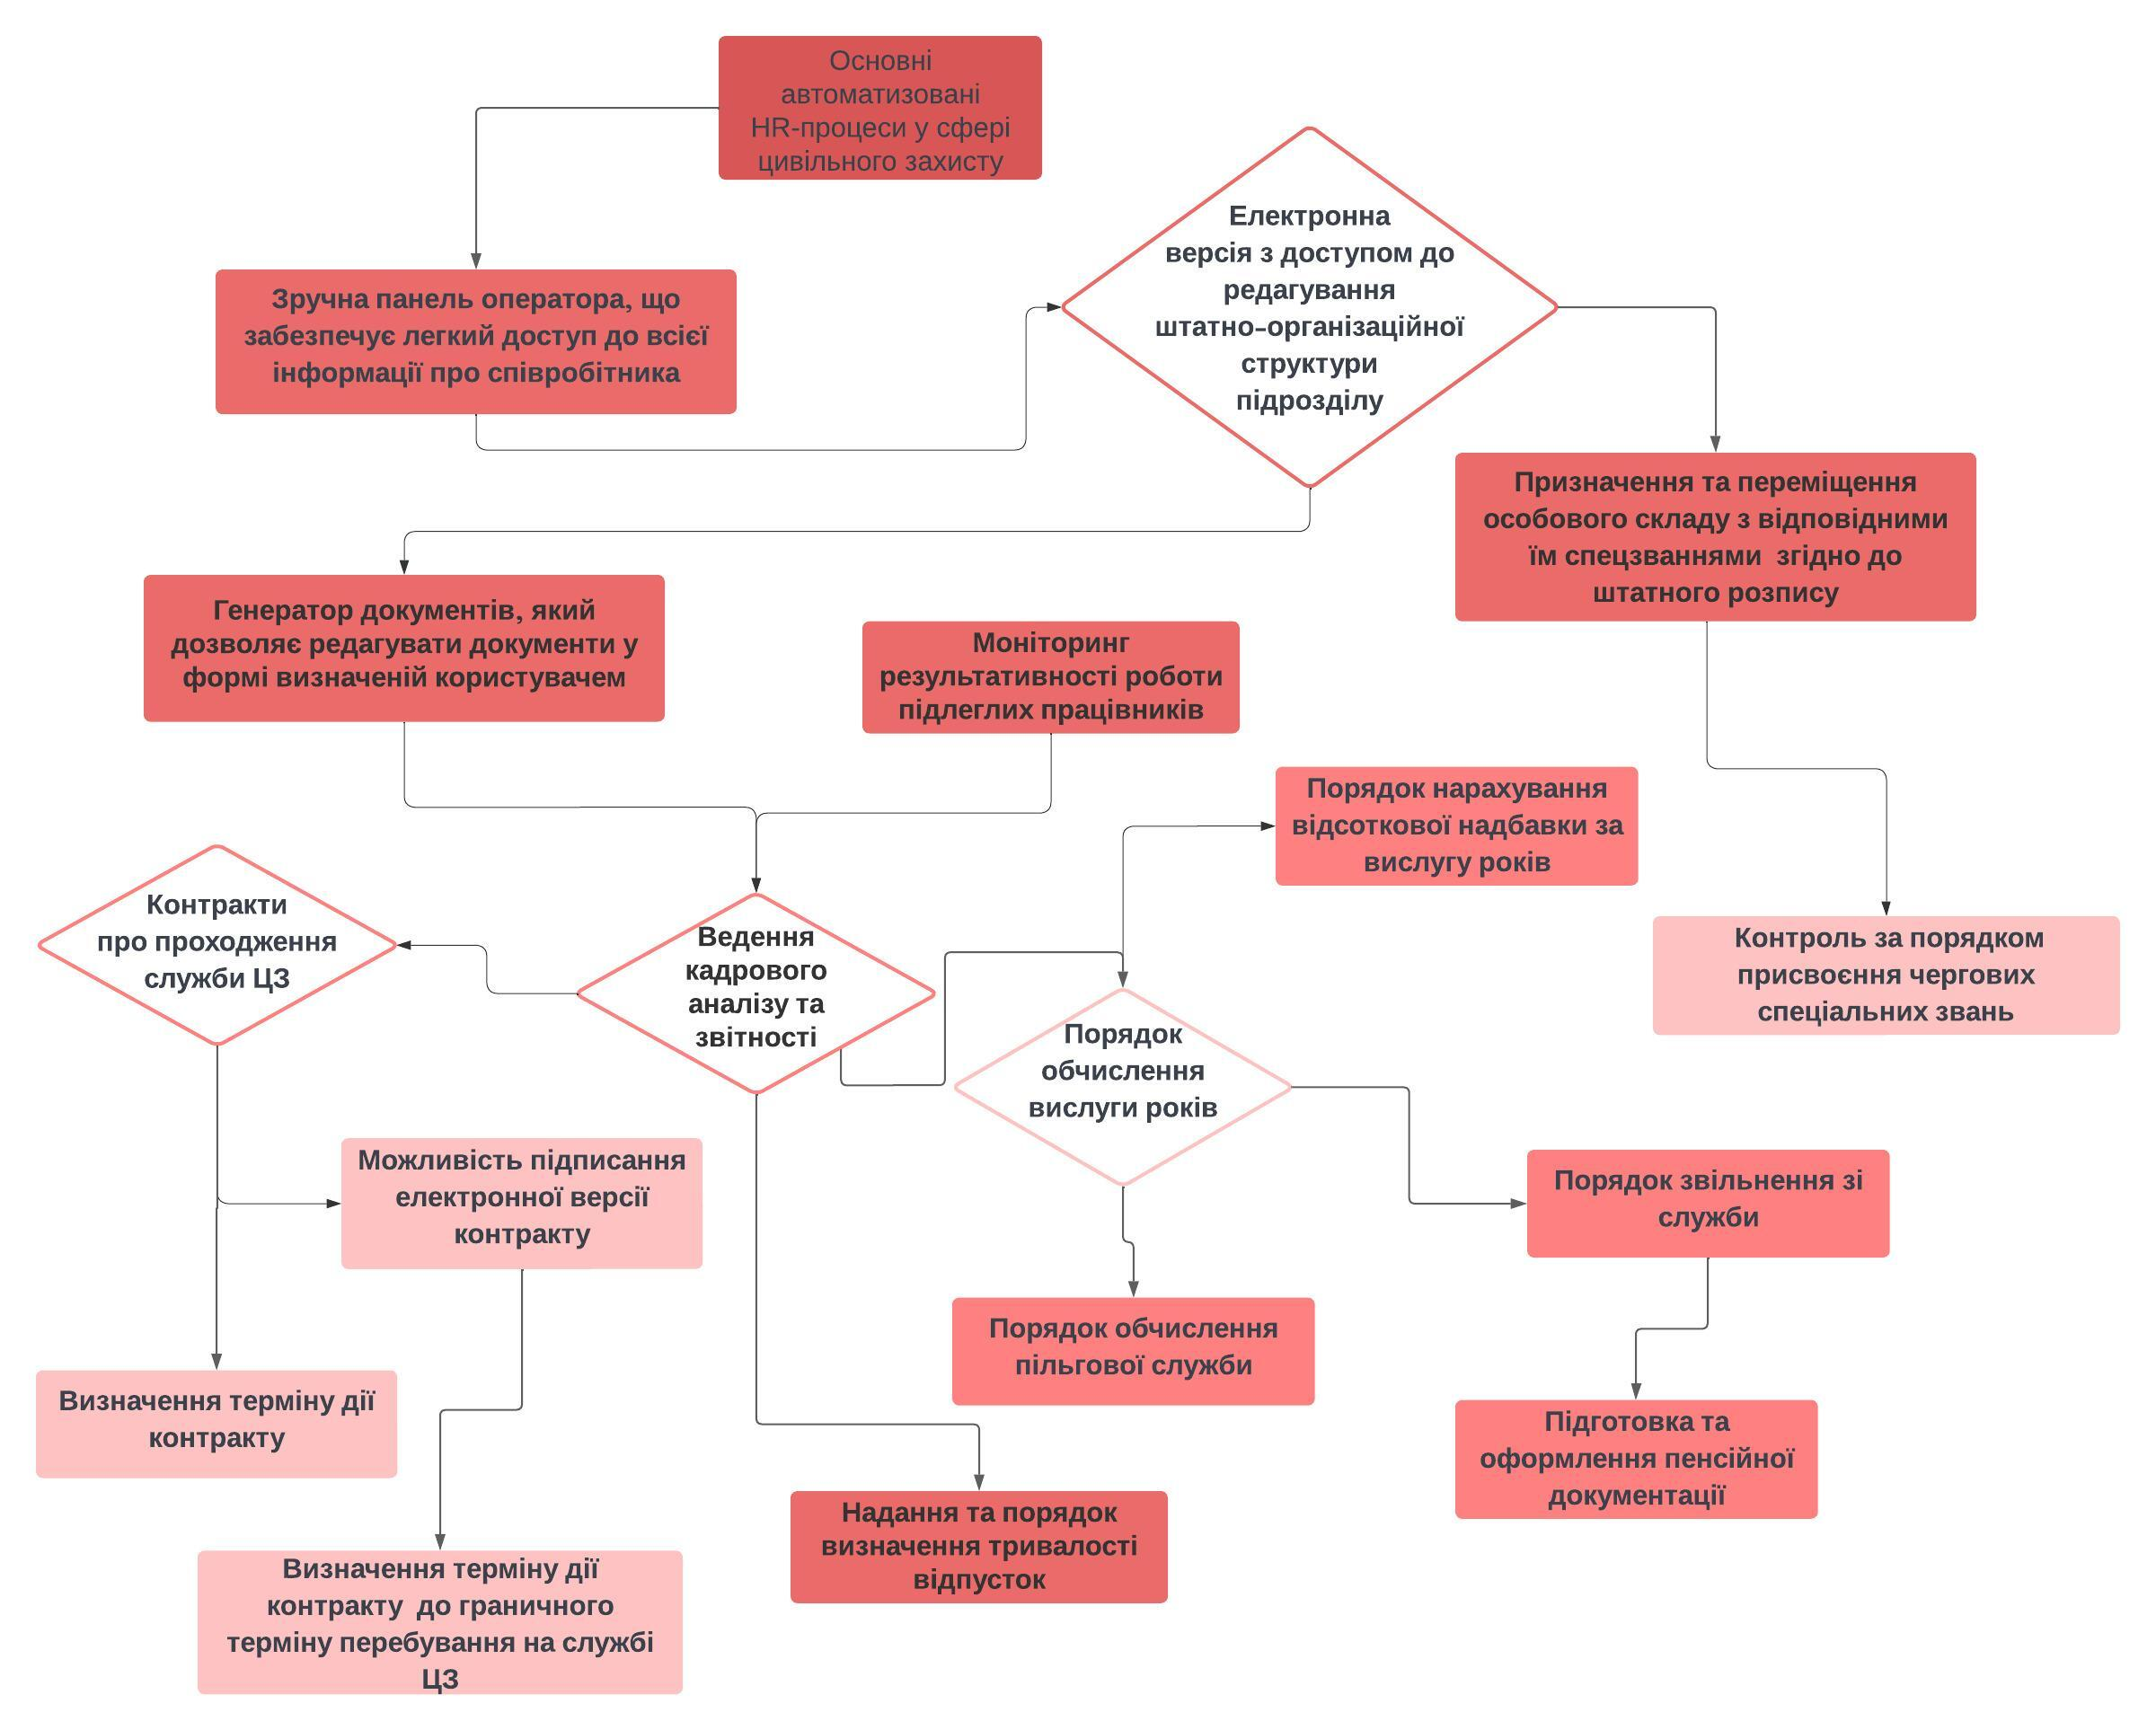 Основні
автоматизовані
HR-процеси у сфері
цивільного захисту
Електронна
версія з доступом до
редагування
штатно-організаційної
структури
підрозділу
Зручна панель оператора, що
забезпечує легкий доступ до всієї
інформації про співробітника
Призначення та переміщення
особового складу з відповідними
їм спецзваннями згідно до
штатного розпису
Генератор документів, який
дозволяє редагувати документи у
формі визначеній користувачем
Моніторинг
результативності роботи
підлеглих працівників
Порядок нарахування
відсоткової надбавки за
вислугу років
Контракти
про проходження
служби ЦЗ
Ведення
кадрового
аналізу та
звітності
Контроль за порядком
присвоєння чергових
спеціальних звань
Порядок
обчислення
вислуги років
Можливість підписання
електронної версії
контракту
Порядок звільнення зі
служби
Порядок обчислення
пільгової служби
Визначення терміну дії
контракту
Підготовка та
оформлення пенсійної
документації
Надання та порядок
визначення тривалості
відпусток
Визначення терміну дії
контракту до граничного
терміну перебування на службі
ЦЗ